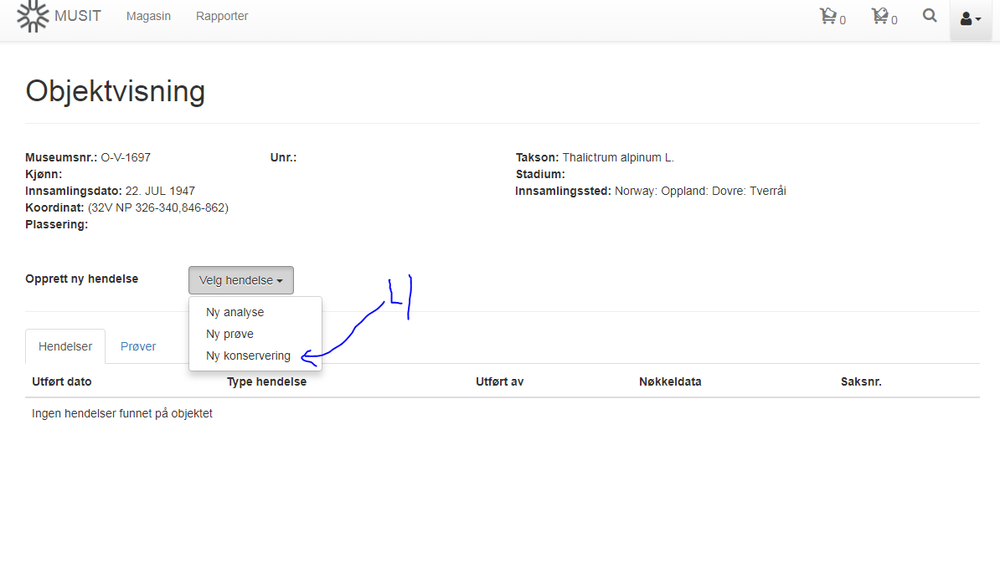 MUSIT Magasin Rapporter 0 0
Objektvisning
Museumsnr.: O-V-1697 Unr.: Takson: Thalictrum alpinum L.
Kjønn: Stadium:
Innsamlingsdato: 22. JUL 1947 Innsamlingssted: Norway: Oppland: Dovre: Tverråi
Koordinat: (32V NP 326-340,846-862)
Plassering:
Opprett ny hendelse Velg hendelse
4
Ny analyse
Ny prøve
Ny konservering
Hendelser Prøver
Utført dato Type hendelse Utført av Nøkkeldata Saksnr.
Ingen hendelser funnet på objektet